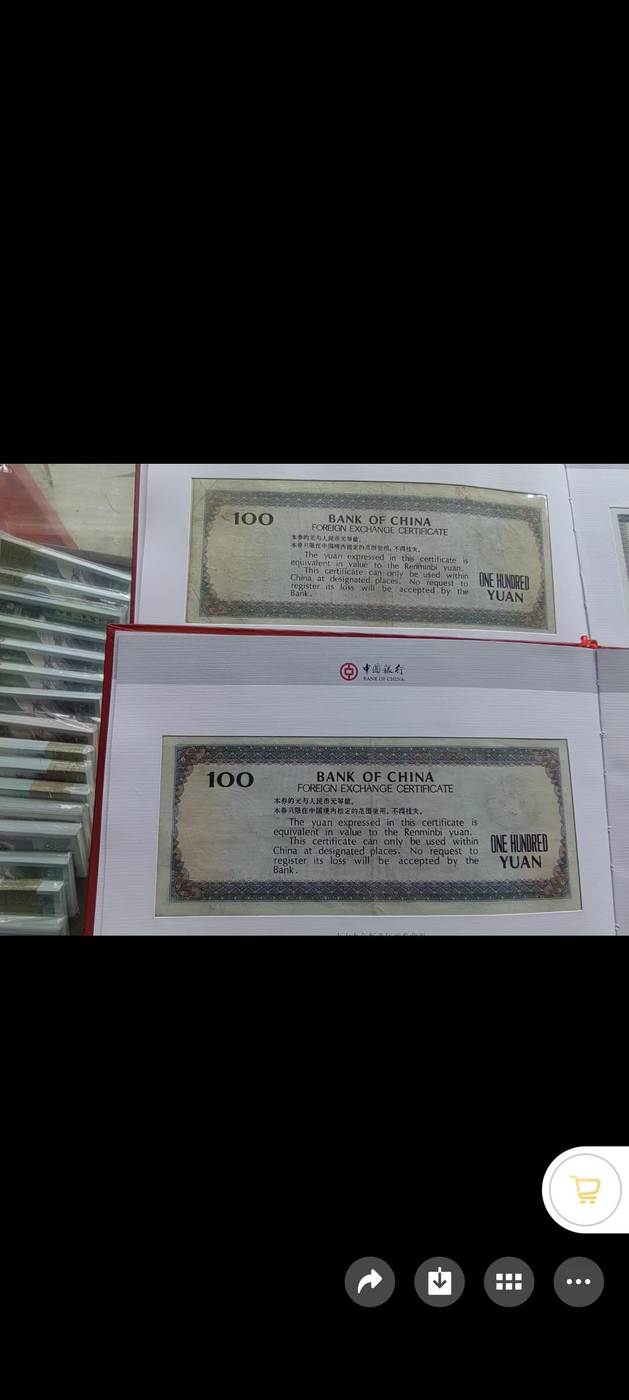 100
BANK OF CHINA
FOREIGN EXCHANGE CERTIFICATE
本券的元与人民币元等值。
本券只限在中国境内指定的范围使用,不得挂失。
The yuan expressed in this certificate is
equivalent in value to the Renminbi yuan.
This certificate can only be used within
China at designated places. No request to
register its loss will be accepted by the
Bank.
ONE HUNDRED
YUAN
中国银行
BANK OF CHINA
100
BANK OF CHINA
FOREIGN EXCHANGE CERTIFICATE
本券的元与人民币元等值。
本券只限在中国境内指定的范围使用,不得挂失。
The yuan expressed in this certificate is
equivalent in value to the Renminbi yuan.
This certificate can only be used within
China at designated places. No request to
register its loss will be accepted by the
Bank.
ONE HUNDRED
YUAN